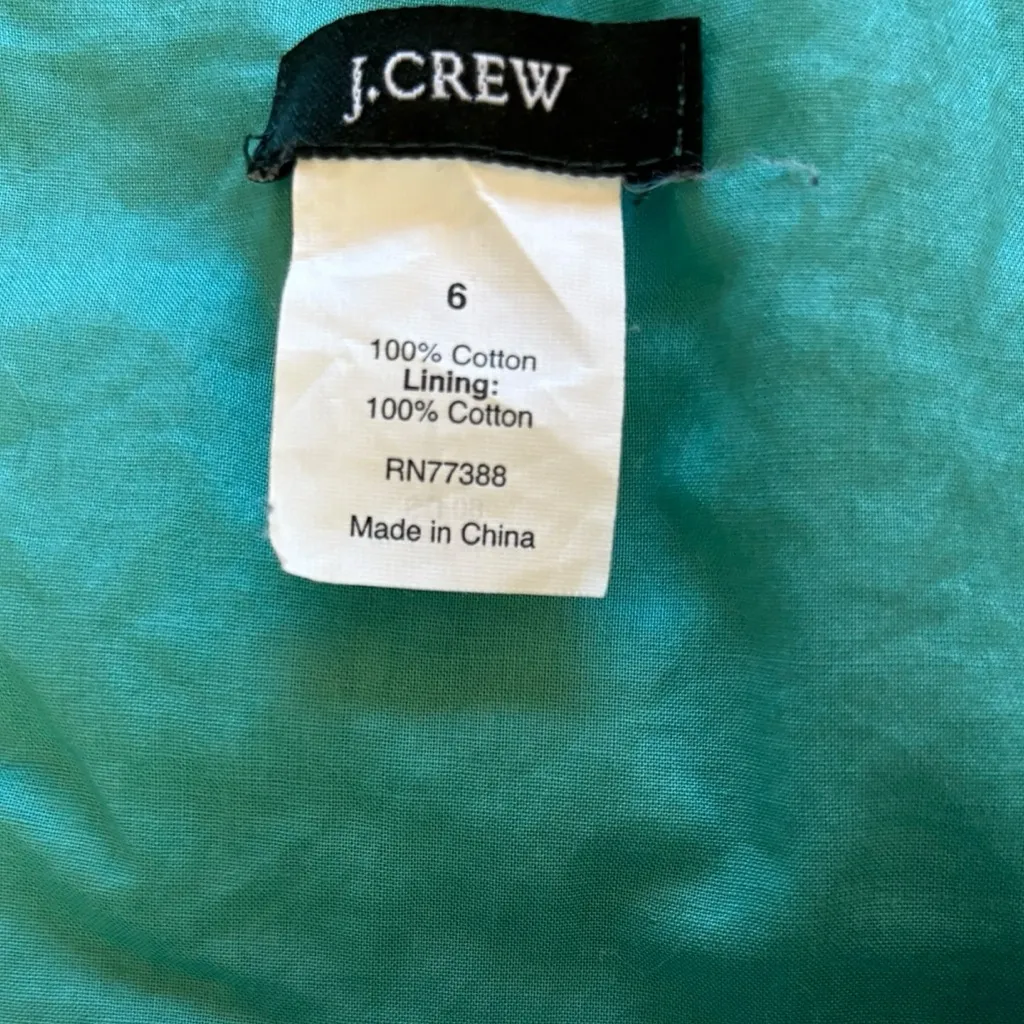 J.CREW
6
100% Cotton
Lining:
100% Cotton
RN77388
Made in China